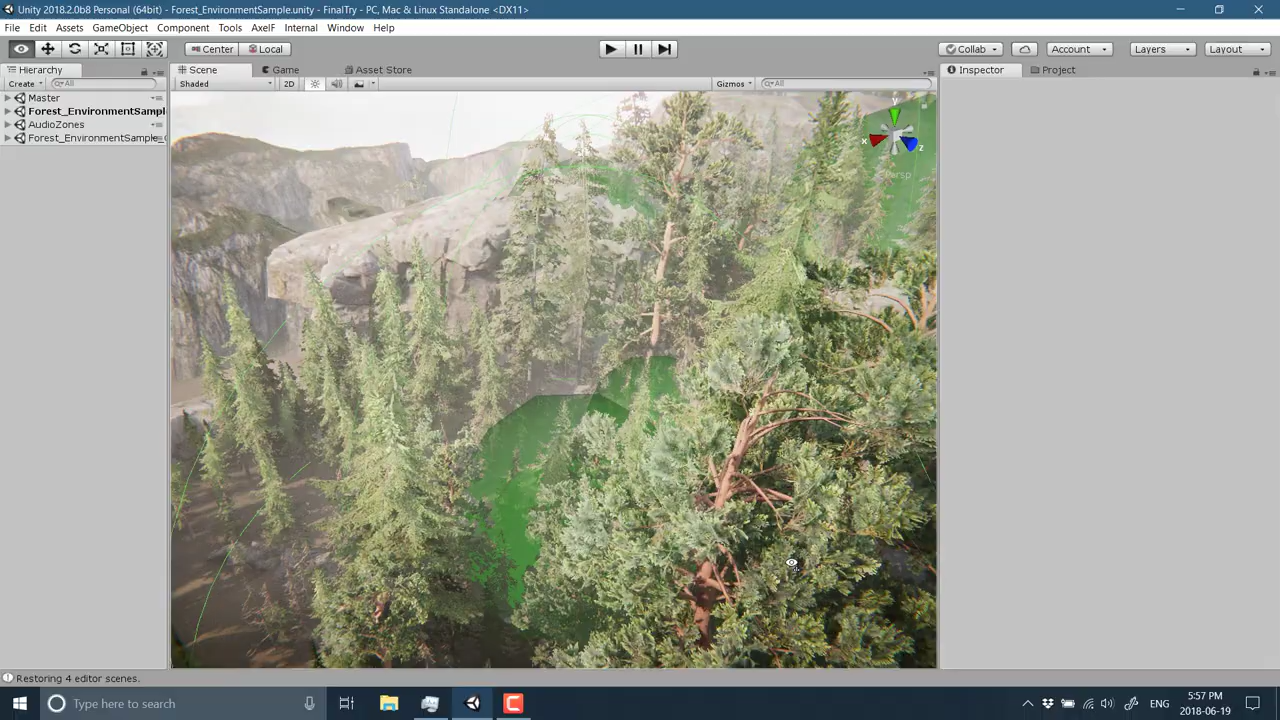 Unity 2018.2.0b8 Personal (64bit) - Forest_EnvironmentSample.unity - FinalTry - PC, Mac & Linux Standalone <DX11>
File Edit Assets GameObject Component Tools AxelF Internal Window Help
Center Local Collab Account Layers Layout
Hierarchy Scene Game Asset Store Inspector Project
Create All Shaded 2D Gizmos All
Master
Forest_EnvironmentSampl
AudioZones
Forest_EnvironmentSample_
y
x
z
Persp
Restoring 4 editor scenes.
Type here to search
ENG
5:57 PM
2018-06-19